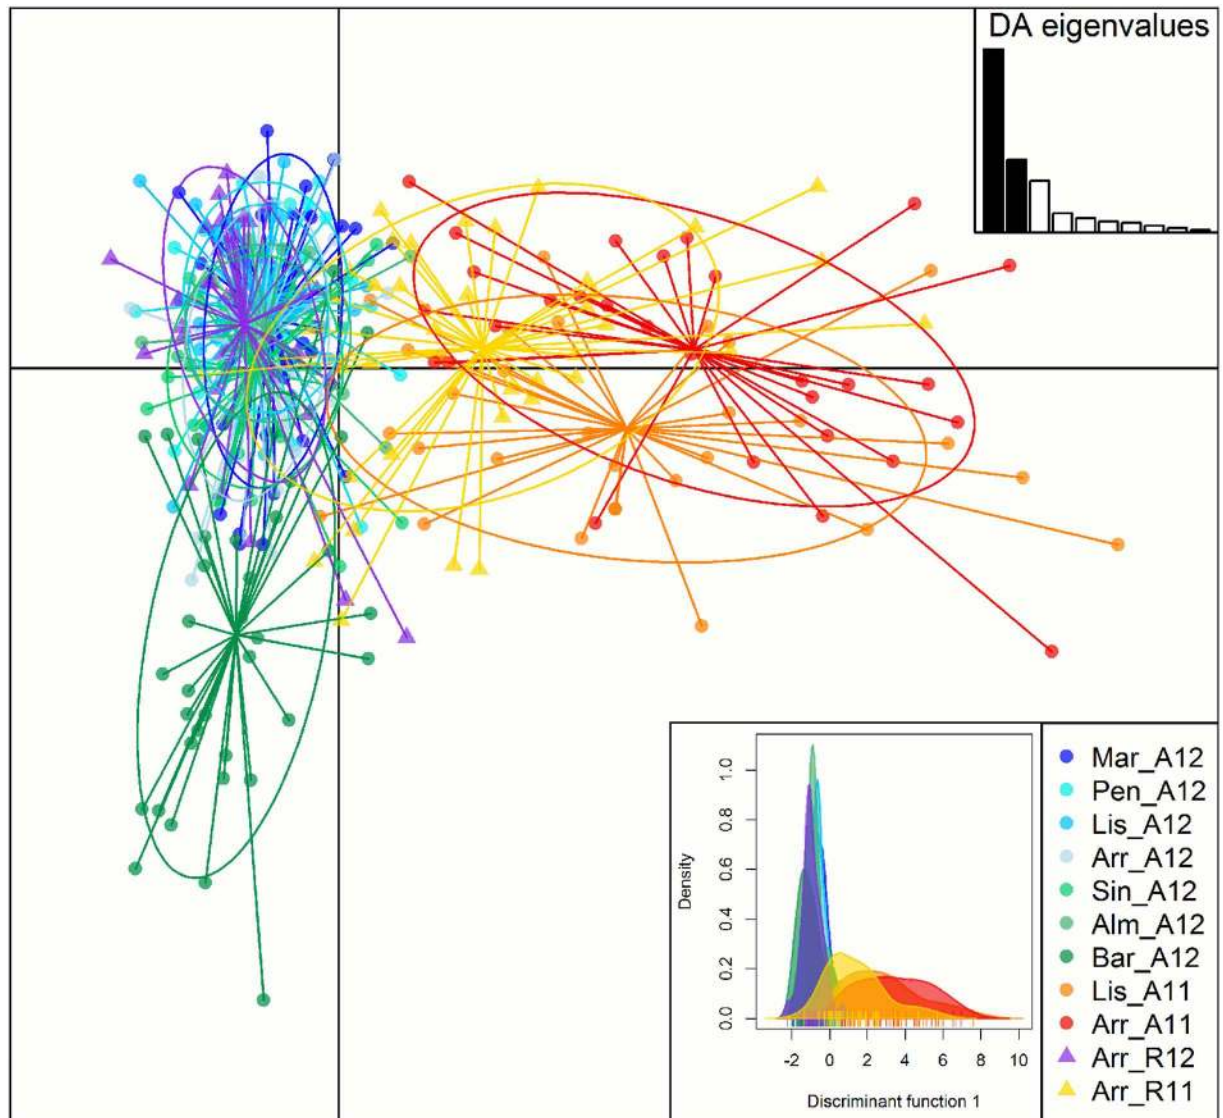 DA eigenvalues
Density
0.0
0.2
0.4
0.6
0.8
1.0
-2 0 2 4 6 8 10
Discriminant function 1
Mar_A12
Pen_A12
Lis_A12
Arr_A12
Sin_A12
Alm_A12
Bar_A12
Lis_A11
Arr_A11
Arr_R12
Arr_R11